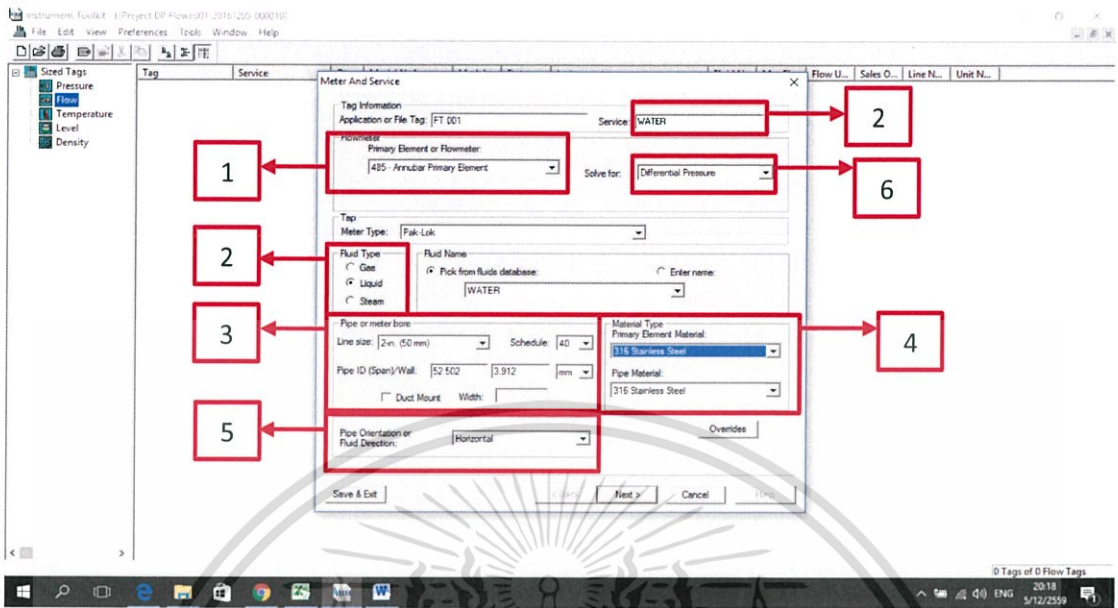 Instrument Toolkit - [(Project DP Flow)-001-20161205-000010]
File Edit View Preferences Tools Window Help
Sized Tags
Pressure
Flow
Temperature
Level
Density
Tag Service Flow U... Sales O... Line N... Unit N...
Meter And Service
Tag Information
Application or File Tag: FT 001 Service: WATER
2
Flowmeter
Primary Element or Flowmeter:
1
485 - Annubar Primary Element Solve for: Differential Pressure
6
Tap
Meter Type: Pak-Lok
2
Fluid Type Fluid Name
Gas Pick from fluids database: Enter name:
Liquid WATER
Steam
3
Pipe or meter bore Material Type
Primary Element Material:
Line size: 2-in. (50 mm) Schedule: 40 316 Stainless Steel
4
Pipe ID (Span)/Wall: 52.502 3.912 mm Pipe Material:
316 Stainless Steel
Duct Mount Width:
5
Pipe Orientation or
Fluid Direction: Horizontal
Overrides
Save & Exit < Back Next > Cancel Help
0 Tags of 0 Flow Tags
ENG 20:18
5/12/2559